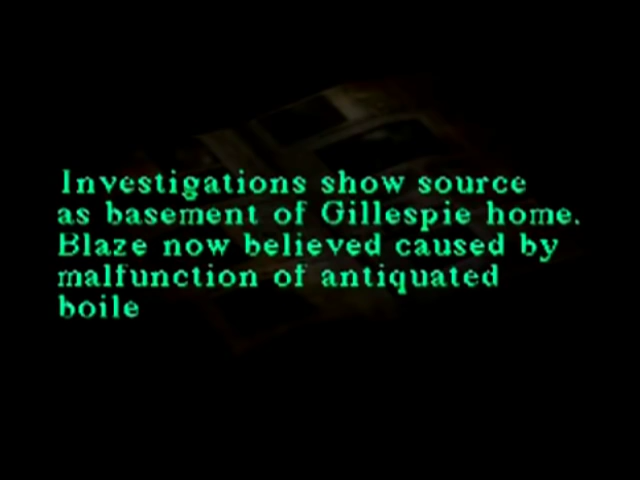 Investigations show source
as basement of Gillespie home.
Blaze now believed caused by
malfunction of antiquated
boile